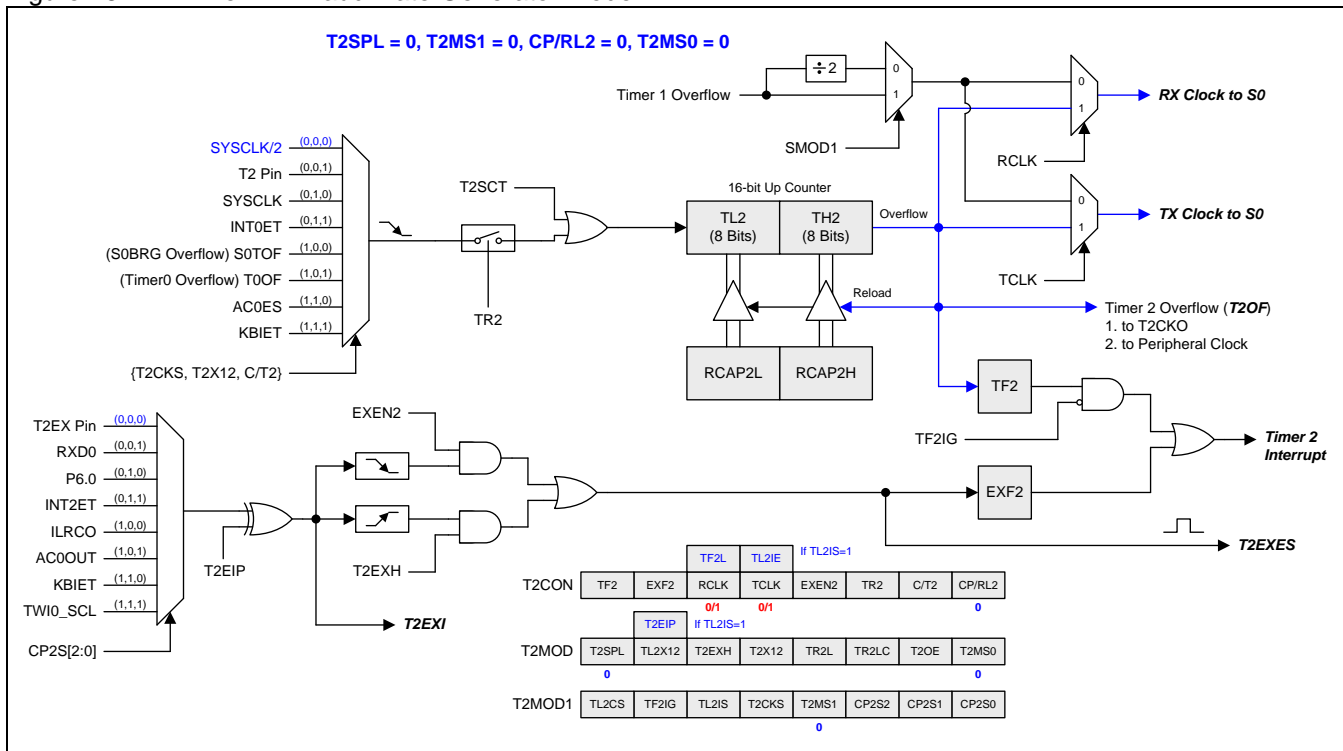 T2SPL = 0, T2MS1 = 0, CP/RL2 = 0, T2MS0 = 0
Timer 1 Overflow
÷ 2
0
1
SMOD1
0
1
RCLK
RX Clock to S0
0
1
TCLK
TX Clock to S0
SYSCLK/2 (0,0,0)
T2 Pin (0,0,1)
SYSCLK (0,1,0)
INT0ET (0,1,1)
(S0BRG Overflow) S0TOF (1,0,0)
(Timer0 Overflow) T0OF (1,0,1)
AC0ES (1,1,0)
KBIET (1,1,1)
{T2CKS, T2X12, C/T2}
TR2
T2SCT
16-bit Up Counter
TL2
(8 Bits)
TH2
(8 Bits)
Overflow
Reload
RCAP2L
RCAP2H
Timer 2 Overflow (T2OF)
1. to T2CKO
2. to Peripheral Clock
TF2
TF2IG
Timer 2
Interrupt
EXF2
T2EXES
T2EX Pin (0,0,0)
RXD0 (0,0,1)
P6.0 (0,1,0)
INT2ET (0,1,1)
ILRCO (1,0,0)
AC0OUT (1,0,1)
KBIET (1,1,0)
TWI0_SCL (1,1,1)
CP2S[2:0]
T2EIP
EXEN2
T2EXH
T2EXI
TF2L TL2IE If TL2IS=1
T2CON TF2 EXF2 RCLK TCLK EXEN2 TR2 C/T2 CP/RL2
0/1 0/1 0
T2EIP If TL2IS=1
T2MOD T2SPL TL2X12 T2EXH T2X12 TR2L TR2LC T2OE T2MS0
0 0
T2MOD1 TL2CS TF2IG TL2IS T2CKS T2MS1 CP2S2 CP2S1 CP2S0
0